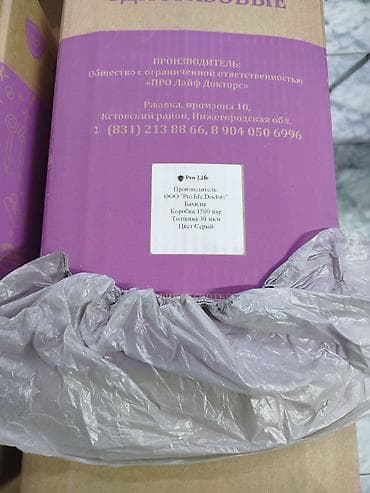 ПРОИЗВОДИТЕЛЬ:
Общество с ограниченной ответственностью
«ПРО Лайф Докторс»
Ржавка, промзона 10,
Кстовский район, Нижегородская обл.
(831) 213 88 66, 8 904 050 6996
Pro Life
Производитель
ООО "Pro life Doctors"
Бахилы
Коробка 1500 пар
Толщина 30 мкм
Цвет Серый